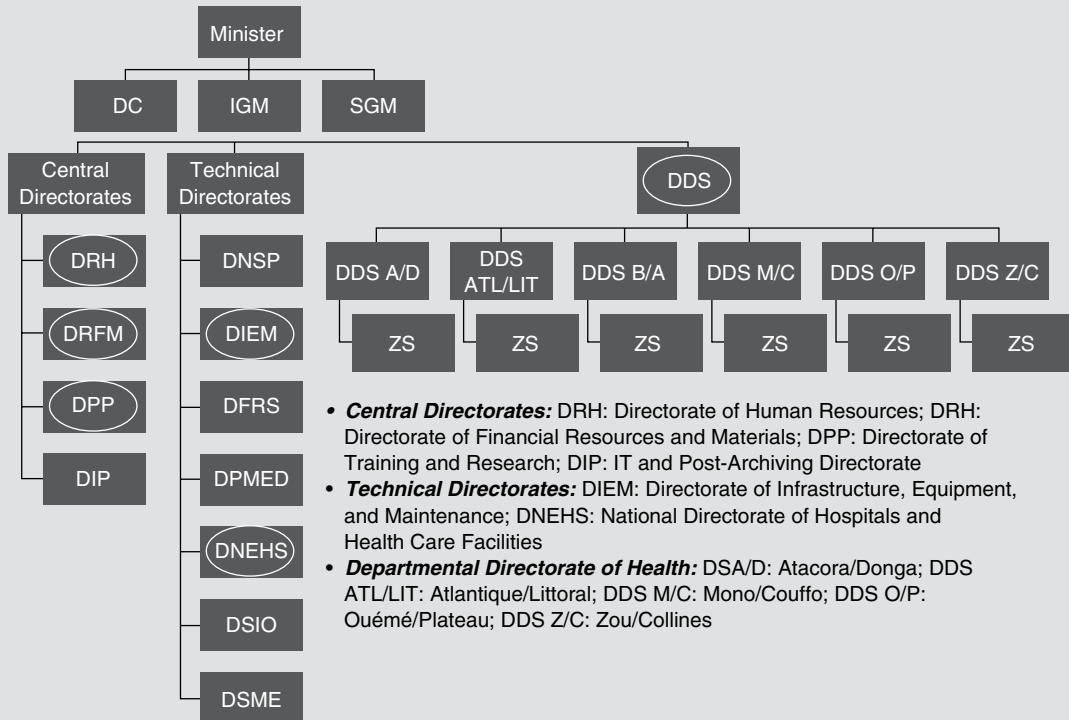 Minister
DC
IGM
SGM
Central
Directorates
Technical
Directorates
DDS
DRH
DRFM
DPP
DIP
DNSP
DIEM
DFRS
DPMED
DNEHS
DSIO
DSME
DDS A/D
DDS
ATL/LIT
DDS B/A
DDS M/C
DDS O/P
DDS Z/C
ZS
ZS
ZS
ZS
ZS
ZS
• Central Directorates: DRH: Directorate of Human Resources; DRH:
Directorate of Financial Resources and Materials; DPP: Directorate of
Training and Research; DIP: IT and Post-Archiving Directorate
• Technical Directorates: DIEM: Directorate of Infrastructure, Equipment,
and Maintenance; DNEHS: National Directorate of Hospitals and
Health Care Facilities
• Departmental Directorate of Health: DSA/D: Atacora/Donga; DDS
ATL/LIT: Atlantique/Littoral; DDS M/C: Mono/Couffo; DDS O/P:
Ouémé/Plateau; DDS Z/C: Zou/Collines